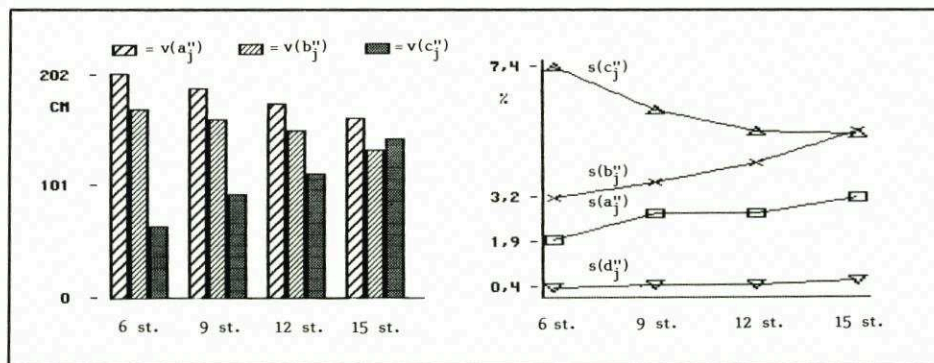 = v(a"j) = v(b"j) = v(c"j)
202
CM
101
0
6 st. 9 st. 12 st. 15 st.
7,4
%
3,2
1,9
0,4
s(c"j)
s(b"j)
s(a"j)
s(d"j)
6 st. 9 st. 12 st. 15 st.